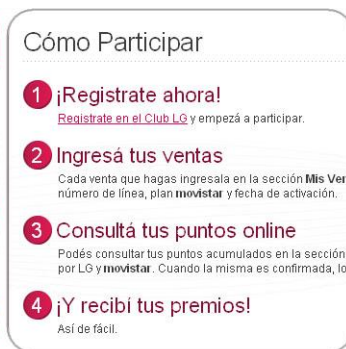 Cómo Participar
1 ¡Registrate ahora!
Registrate en el Club LG y empezá a participar.
2 Ingresá tus ventas
Cada venta que hagas ingresala en la sección Mis Ven
número de línea, plan movistar y fecha de activación.
3 Consultá tus puntos online
Podés consultar tus puntos acumulados en la sección
por LG y movistar. Cuando la misma es confirmada, lo
4 ¡Y recibí tus premios!
Así de fácil.